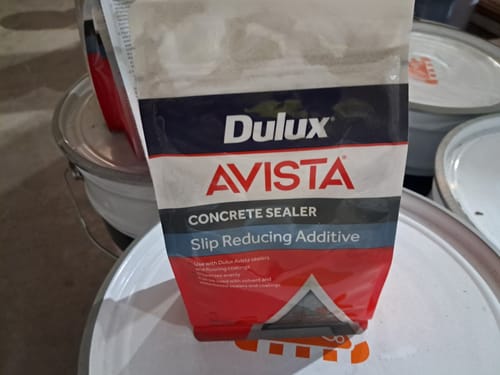 Dulux®
AVISTA®
CONCRETE SEALER
Slip Reducing Additive
Use with Dulux Avista sealers
and flooring coatings